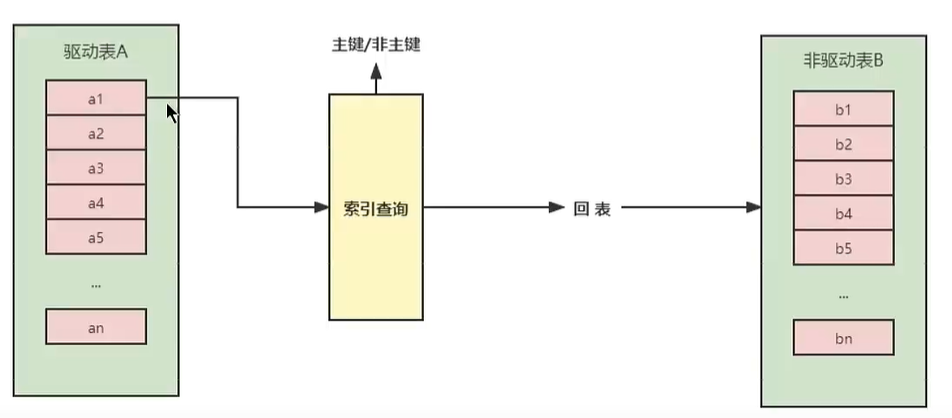 驱动表A
a1
a2
a3
a4
a5
...
an
主键/非主键
索引查询
回 表
非驱动表B
b1
b2
b3
b4
b5
...
bn